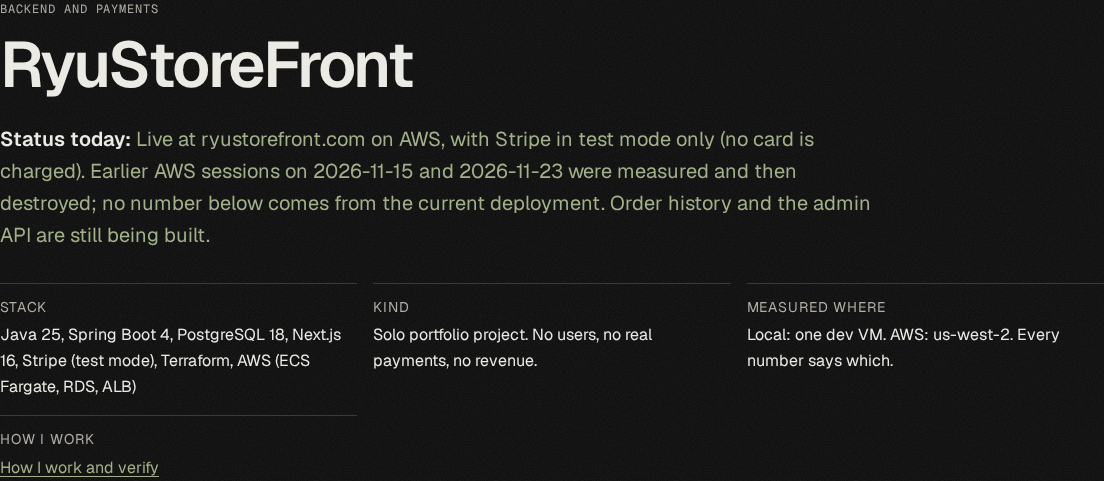 BACKEND AND PAYMENTS
RyuStoreFront
Status today: Live at ryustorefront.com on AWS, with Stripe in test mode only (no card is
charged). Earlier AWS sessions on 2026-11-15 and 2026-11-23 were measured and then
destroyed; no number below comes from the current deployment. Order history and the admin
API are still being built.
STACK
Java 25, Spring Boot 4, PostgreSQL 18, Next.js
16, Stripe (test mode), Terraform, AWS (ECS
Fargate, RDS, ALB)
KIND
Solo portfolio project. No users, no real
payments, no revenue.
MEASURED WHERE
Local: one dev VM. AWS: us-west-2. Every
number says which.
HOW I WORK
How I work and verify